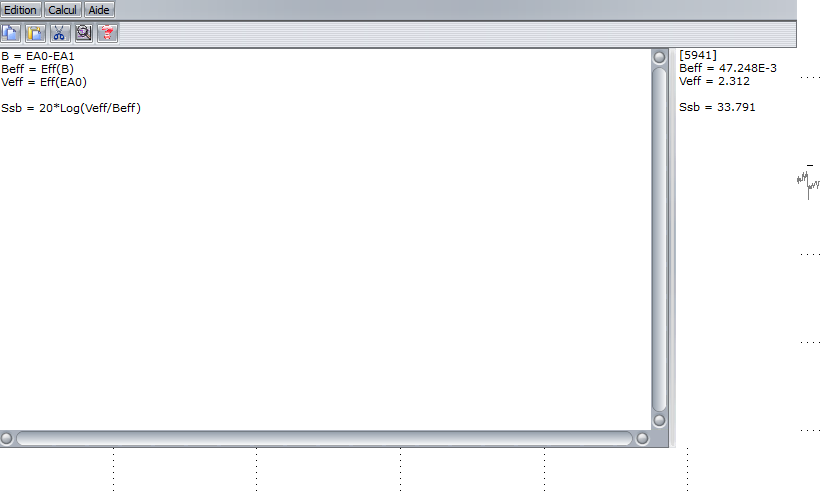 Edition Calcul Aide
B = EA0-EA1
Beff = Eff(B)
Veff = Eff(EA0)
Ssb = 20*Log(Veff/Beff)
[5941]
Beff = 47.248E-3
Veff = 2.312
Ssb = 33.791